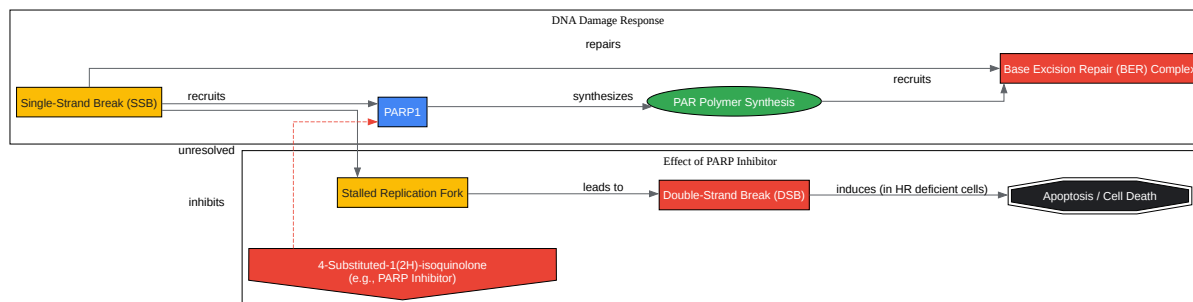 DNA Damage Response
repairs
Base Excision Repair (BER) Complex
recruits
Single-Strand Break (SSB)
recruits
synthesizes
PAR Polymer Synthesis
PARP1
unresolved
Effect of PARP Inhibitor
Stalled Replication Fork
leads to
Double-Strand Break (DSB)
induces (in HR deficient cells)
Apoptosis / Cell Death
inhibits
4-Substituted-1(2H)-isoquinolone
(e.g., PARP Inhibitor)